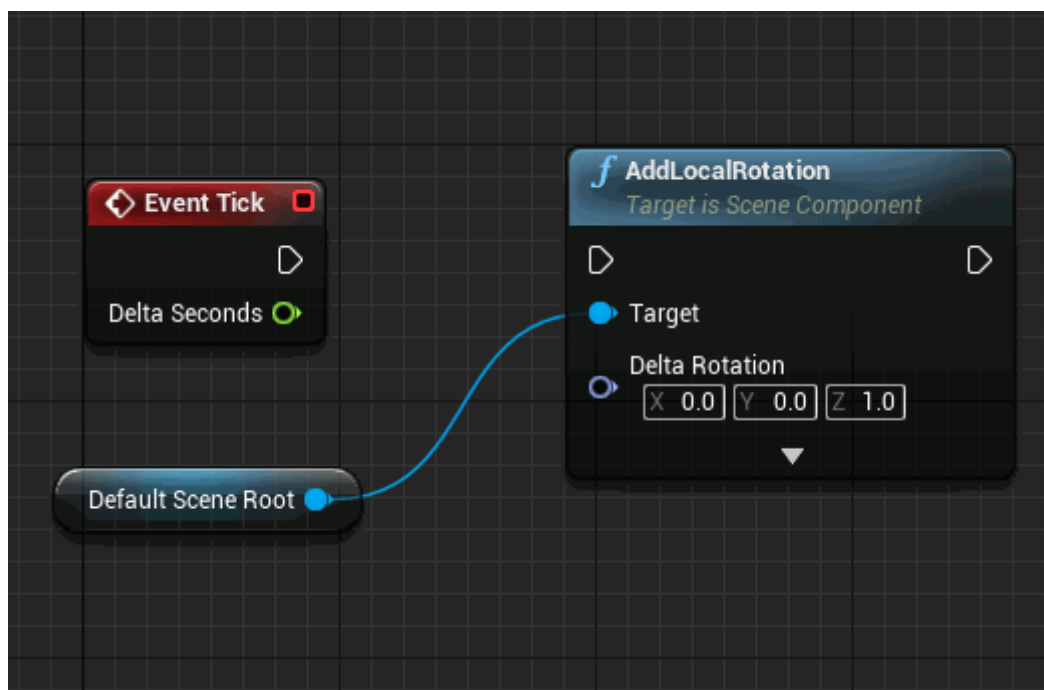 Event Tick
Delta Seconds
Default Scene Root
f AddLocalRotation
Target is Scene Component
Target
Delta Rotation
X 0.0 Y 0.0 Z 1.0